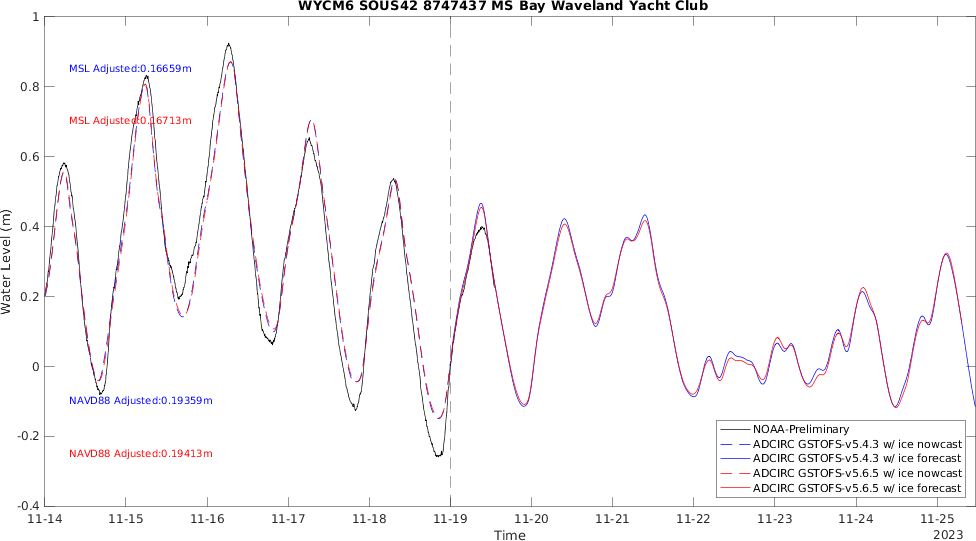 WYCM6 SOUS42 8747437 MS Bay Waveland Yacht Club
1
0.8
0.6
0.4
0.2
0
-0.2
-0.4
Water Level (m)
MSL Adjusted:0.16659m
MSL Adjusted:0.16713m
NAVD88 Adjusted:0.19359m
NAVD88 Adjusted:0.19413m
NOAA-Preliminary
ADCIRC GSTOFS-v5.4.3 w/ ice nowcast
ADCIRC GSTOFS-v5.4.3 w/ ice forecast
ADCIRC GSTOFS-v5.6.5 w/ ice nowcast
ADCIRC GSTOFS-v5.6.5 w/ ice forecast
11-14 11-15 11-16 11-17 11-18 11-19 11-20 11-21 11-22 11-23 11-24 11-25
Time
2023